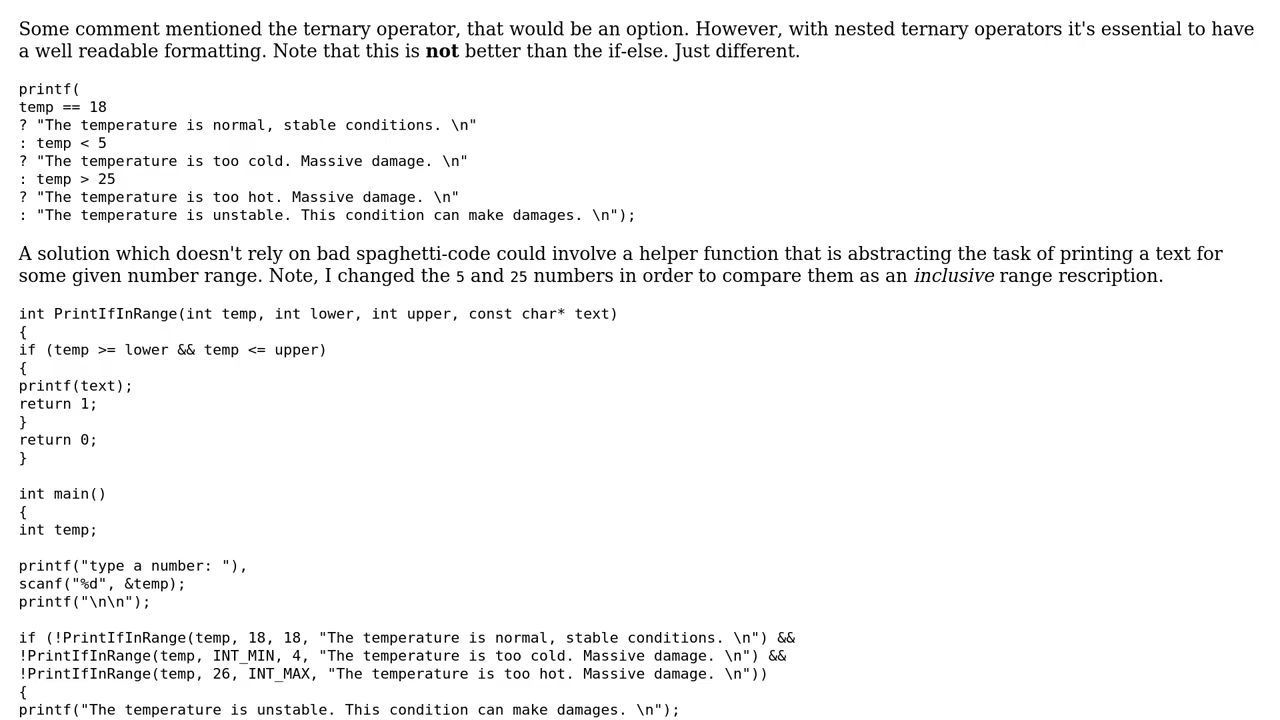 Some comment mentioned the ternary operator, that would be an option. However, with nested ternary operators it's essential to have
a well readable formatting. Note that this is not better than the if-else. Just different.
printf(
temp == 18
? "The temperature is normal, stable conditions. \n"
: temp < 5
? "The temperature is too cold. Massive damage. \n"
: temp > 25
? "The temperature is too hot. Massive damage. \n"
: "The temperature is unstable. This condition can make damages. \n");
A solution which doesn't rely on bad spaghetti-code could involve a helper function that is abstracting the task of printing a text for
some given number range. Note, I changed the 5 and 25 numbers in order to compare them as an inclusive range rescription.
int PrintIfInRange(int temp, int lower, int upper, const char* text)
{
if (temp >= lower && temp <= upper)
{
printf(text);
return 1;
}
return 0;
}
int main()
{
int temp;
printf("type a number: "),
scanf("%d", &temp);
printf("\n\n");
if (!PrintIfInRange(temp, 18, 18, "The temperature is normal, stable conditions. \n") &&
!PrintIfInRange(temp, INT_MIN, 4, "The temperature is too cold. Massive damage. \n") &&
!PrintIfInRange(temp, 26, INT_MAX, "The temperature is too hot. Massive damage. \n"))
{
printf("The temperature is unstable. This condition can make damages. \n");